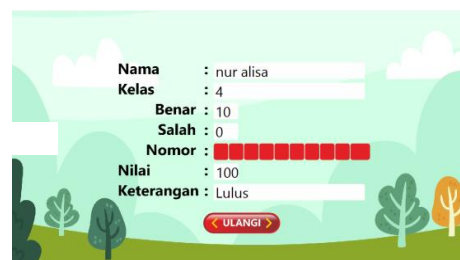 Nama : nur alisa
Kelas : 4
Benar : 10
Salah : 0
Nomor :
Nilai : 100
Keterangan : Lulus
< ULANGI >